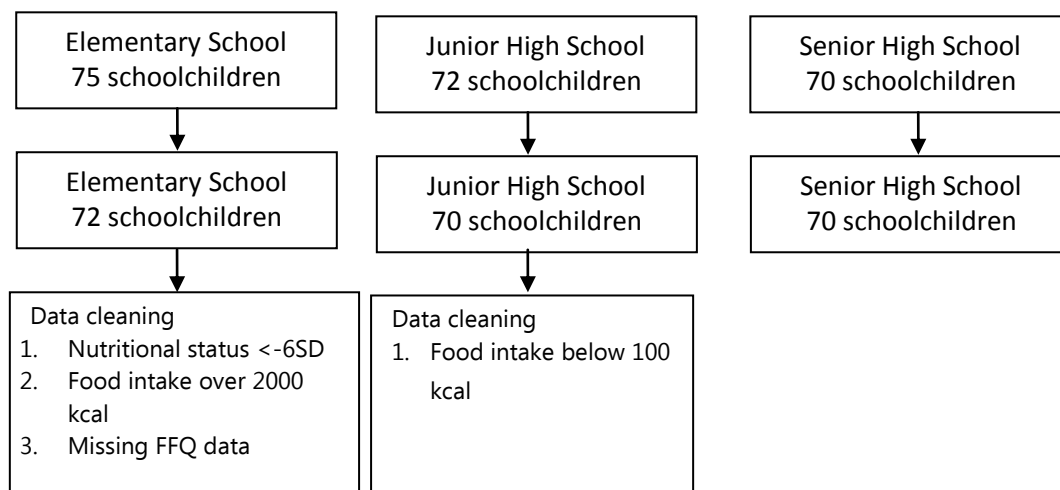 Elementary School
75 schoolchildren
Junior High School
72 schoolchildren
Senior High School
70 schoolchildren
Elementary School
72 schoolchildren
Junior High School
70 schoolchildren
Senior High School
70 schoolchildren
Data cleaning
1. Nutritional status <-6SD
2. Food intake over 2000
kcal
3. Missing FFQ data
Data cleaning
1. Food intake below 100
kcal